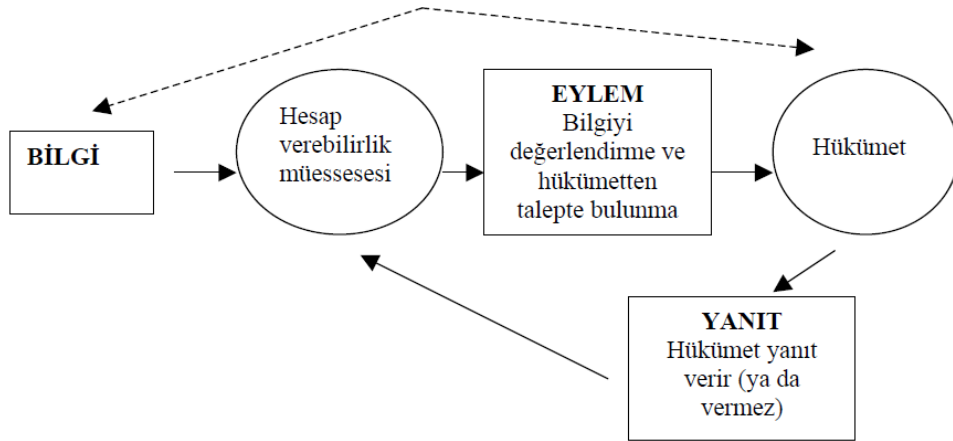 BİLGİ
Hesap
verebilirlik
müessesesi
EYLEM
Bilgiyi
değerlendirme ve
hükümetten
talepte bulunma
Hükümet
YANIT
Hükümet yanıt
verir (ya da
vermez)